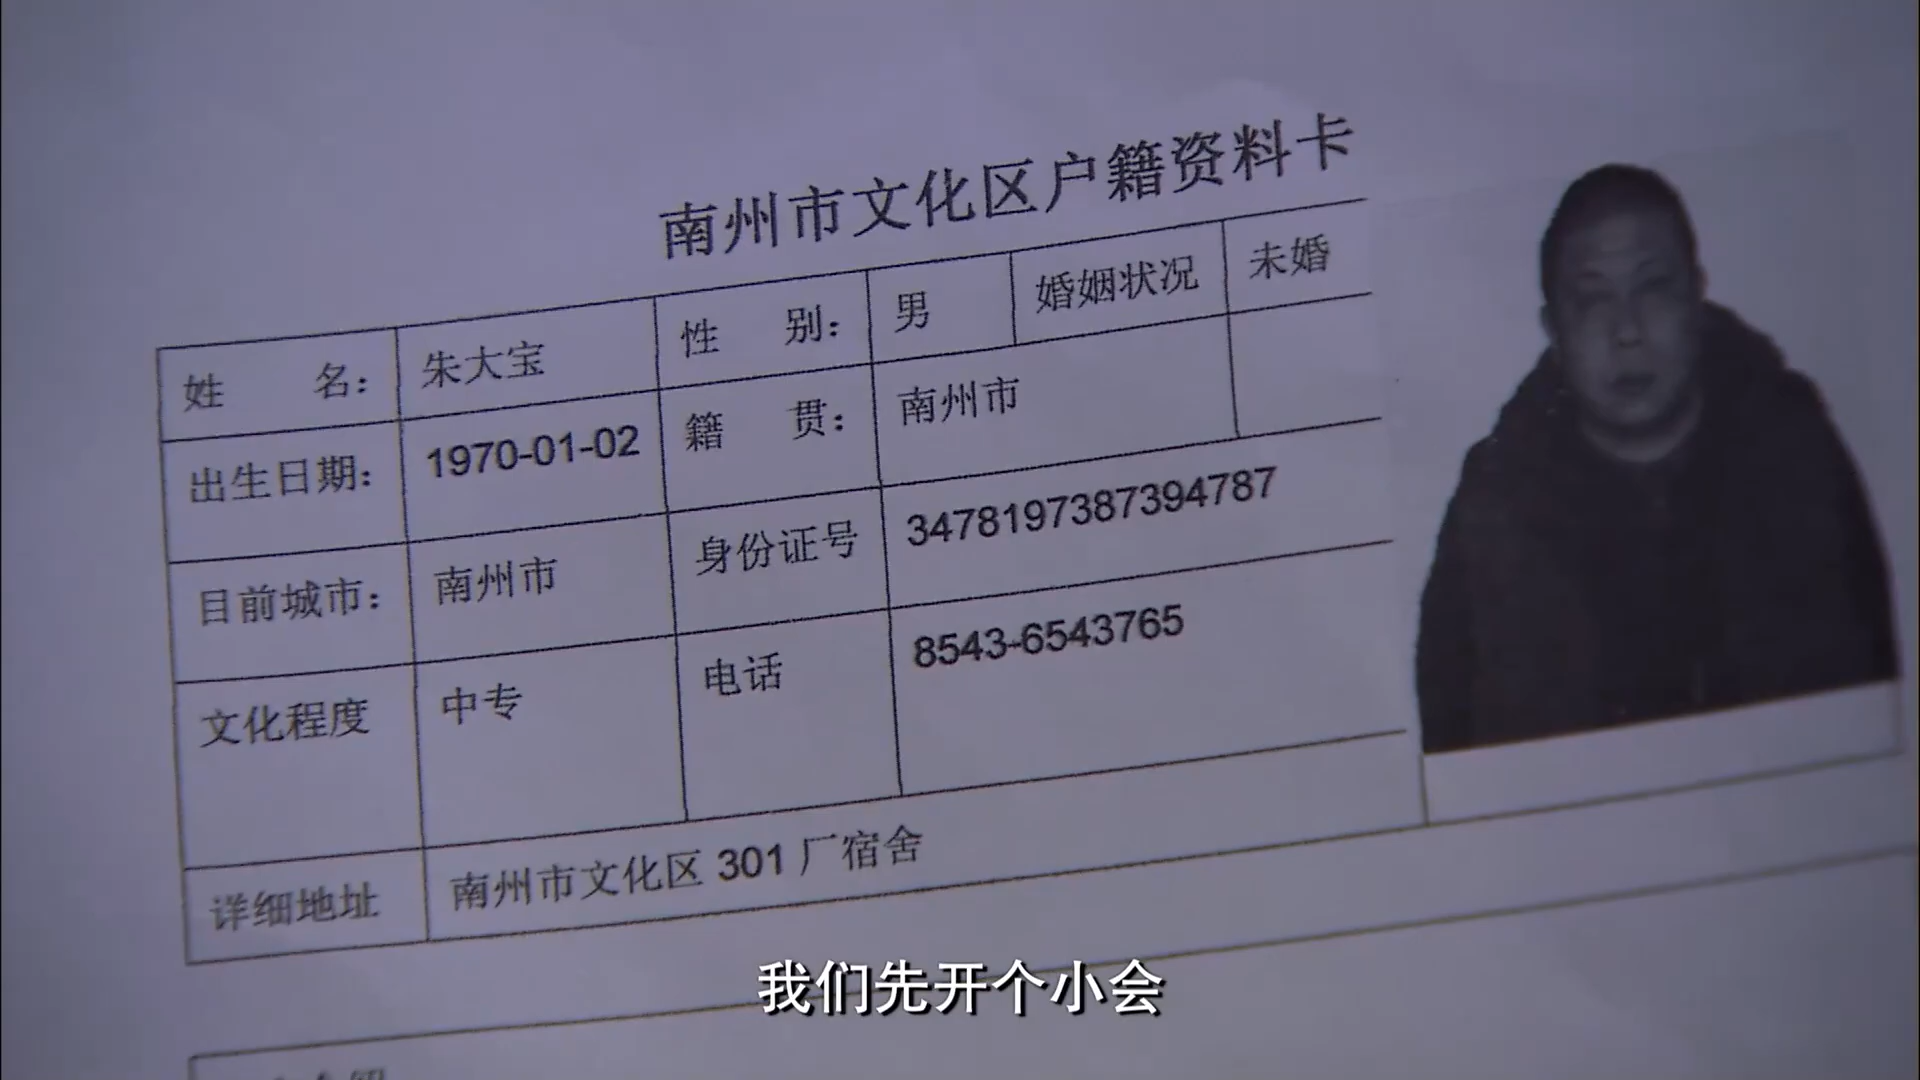 南州市文化区户籍资料卡
姓 名： 朱大宝 性 别： 男 婚姻状况 未婚
出生日期： 1970-01-02 籍 贯： 南州市
目前城市： 南州市 身份证号 3478197387394787
文化程度 中专 电话 8543-6543765
详细地址 南州市文化区 301 厂宿舍
我们先开个小会